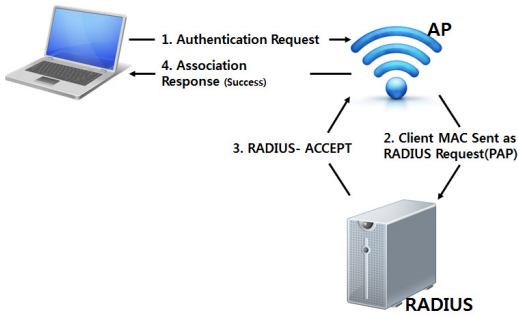 AP
1. Authentication Request
4. Association
Response (Success)
3. RADIUS- ACCEPT
2. Client MAC Sent as
RADIUS Request(PAP)
RADIUS